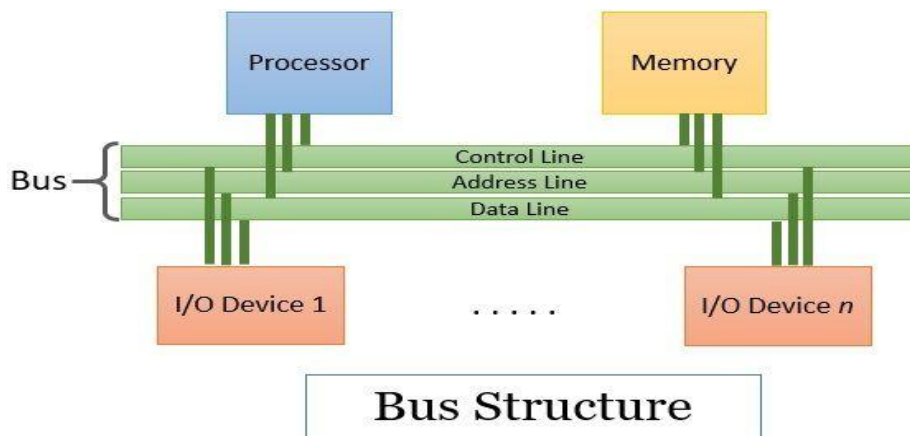 Processor
Memory
Bus
Control Line
Address Line
Data Line
I/O Device 1
. . . . .
I/O Device n
Bus Structure